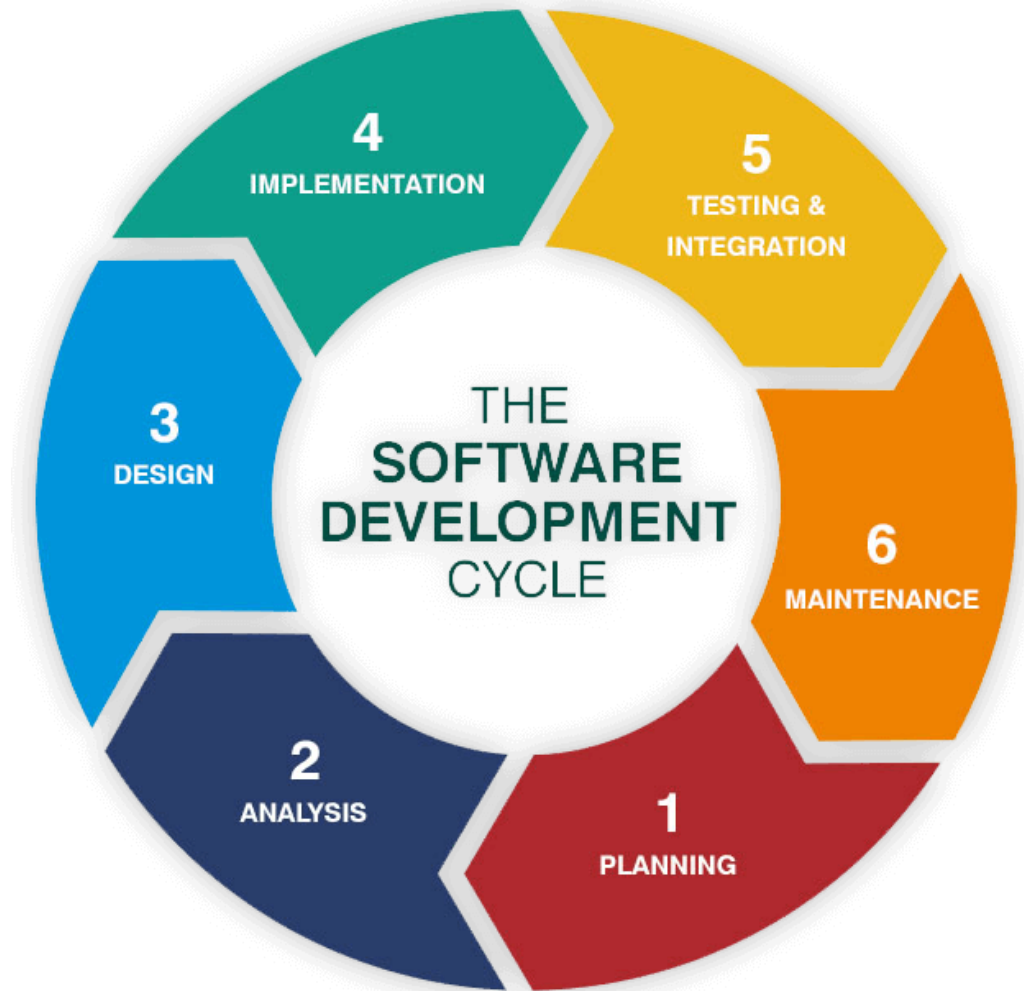 THE
SOFTWARE
DEVELOPMENT
CYCLE
1
PLANNING
2
ANALYSIS
3
DESIGN
4
IMPLEMENTATION
5
TESTING &
INTEGRATION
6
MAINTENANCE